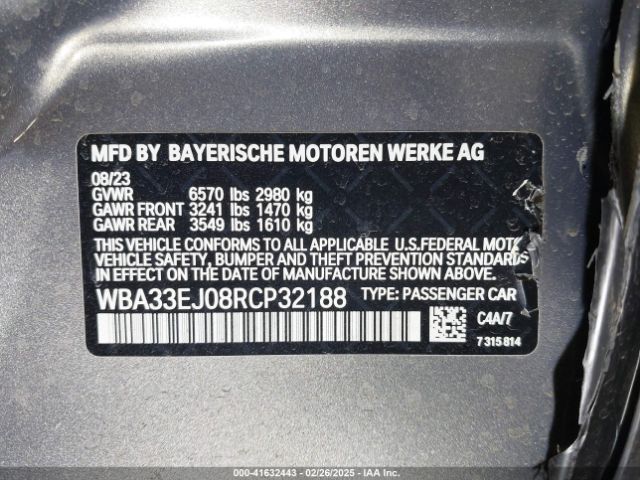 MFD BY BAYERISCHE MOTOREN WERKE AG
08/23
GVWR 6570 lbs 2980 kg
GAWR FRONT 3241 lbs 1470 kg
GAWR REAR 3549 lbs 1610 kg
THIS VEHICLE CONFORMS TO ALL APPLICABLE U.S.FEDERAL MOTO
VEHICLE SAFETY, BUMPER AND THEFT PREVENTION STANDARDS
IN EFFECT ON THE DATE OF MANUFACTURE SHOWN ABOVE.
WBA33EJ08RCP32188 TYPE: PASSENGER CAR
C4A/7
7 315 814
000-41632443 - 02/26/2025 - IAA Inc.